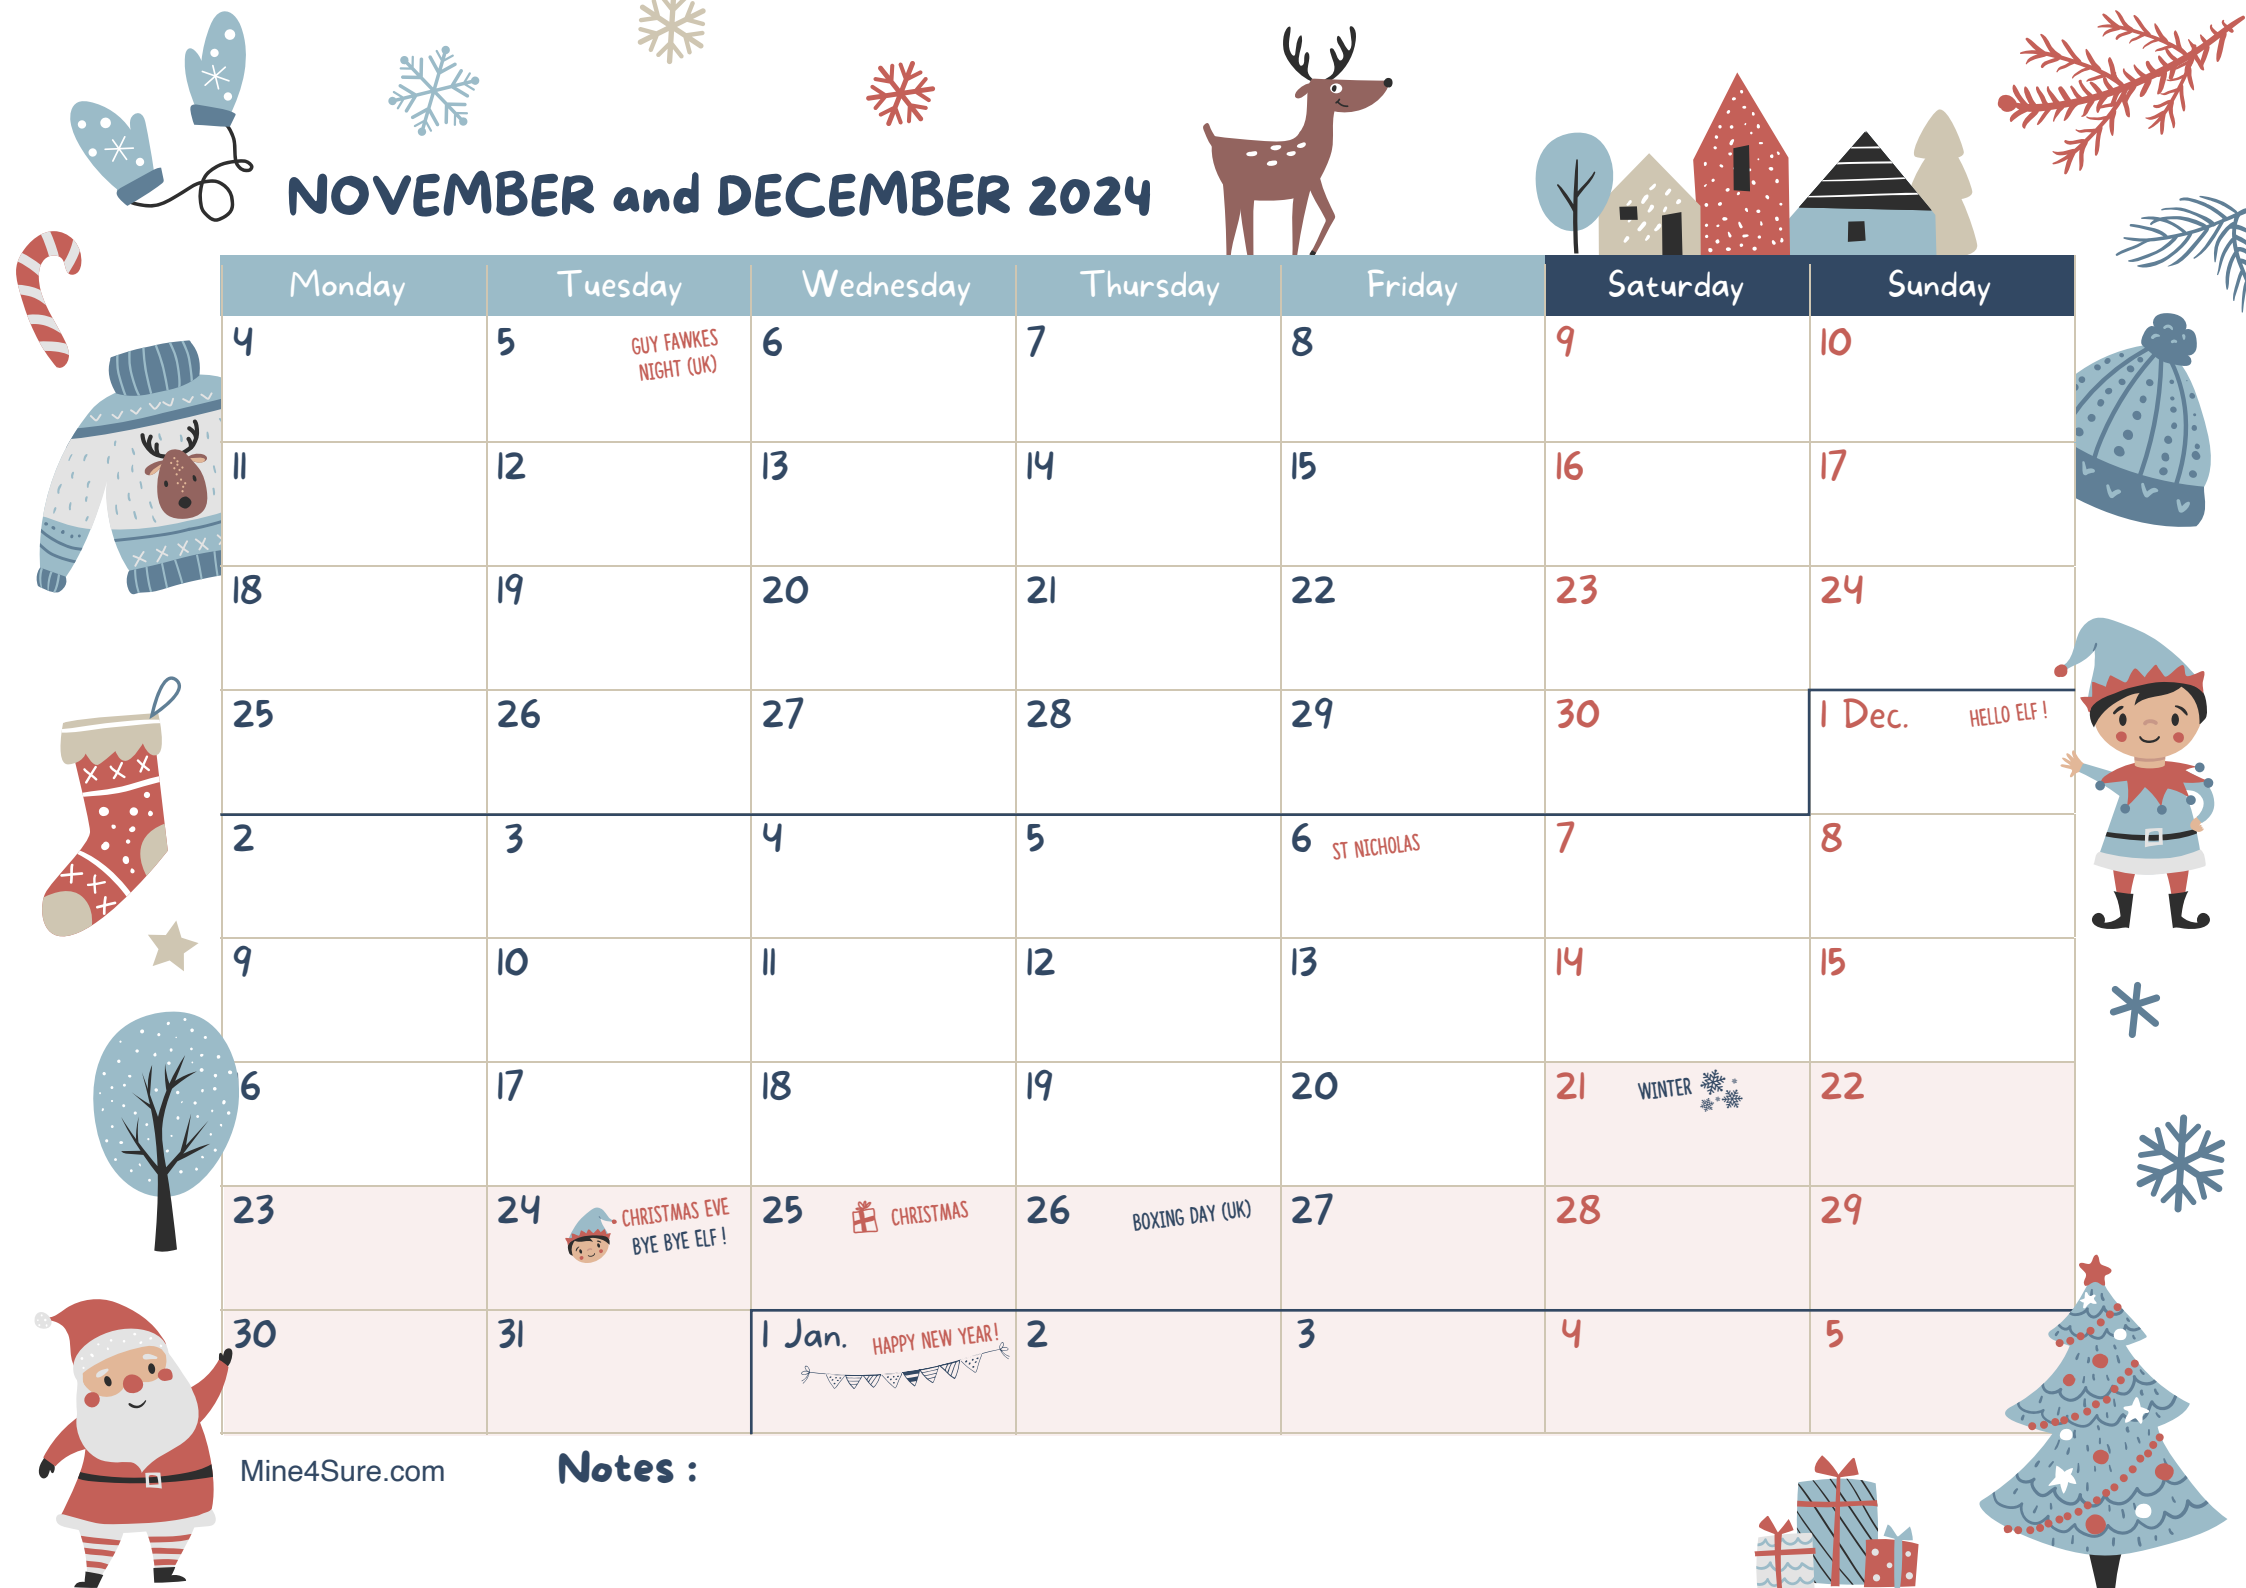 NOVEMBER and DECEMBER 2024
Monday Tuesday Wednesday Thursday Friday Saturday Sunday
4 5 GUY FAWKES NIGHT (UK) 6 7 8 9 10
11 12 13 14 15 16 17
18 19 20 21 22 23 24
25 26 27 28 29 30 1 Dec. HELLO ELF !
2 3 4 5 6 ST NICHOLAS 7 8
9 10 11 12 13 14 15
6 17 18 19 20 21 WINTER 22
23 24 CHRISTMAS EVE BYE BYE ELF ! 25 CHRISTMAS 26 BOXING DAY (UK) 27 28 29
30 31 1 Jan. HAPPY NEW YEAR! 2 3 4 5
Mine4Sure.com Notes :